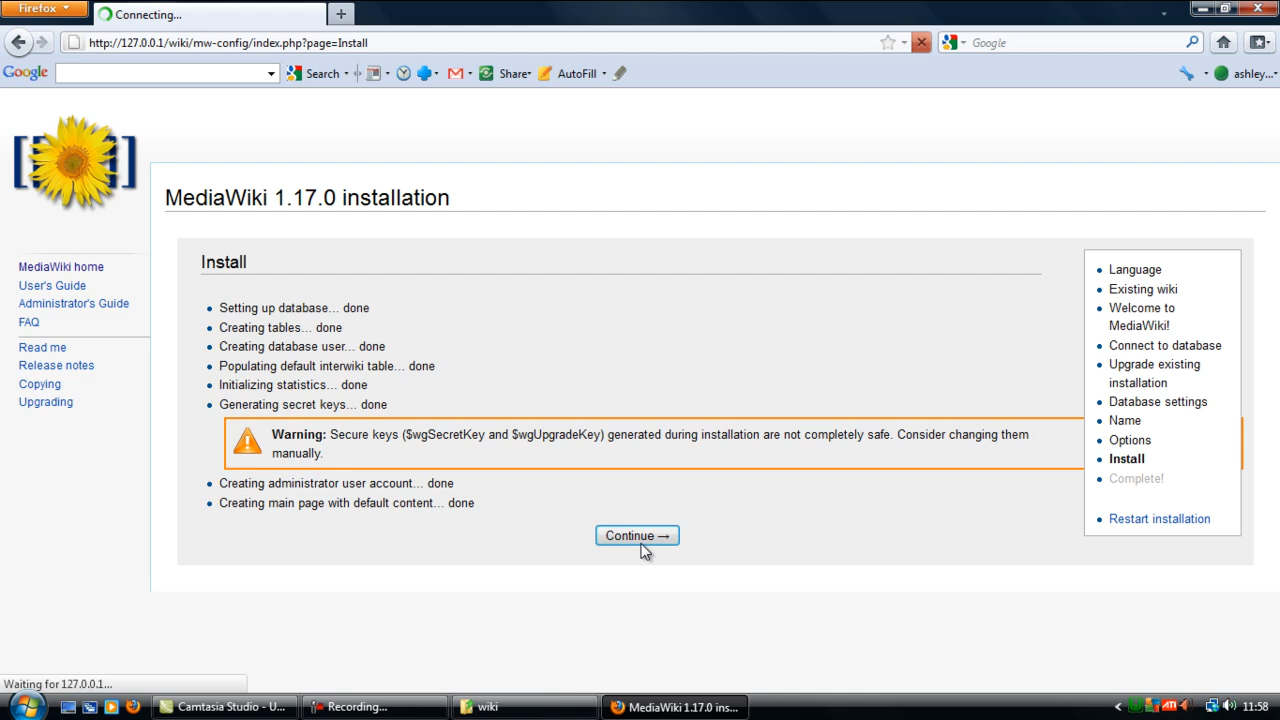 Firefox
Connecting...
http://127.0.0.1/wiki/mw-config/index.php?page=Install
Google
Google
Search
Share
AutoFill
ashley...
MediaWiki home
User's Guide
Administrator's Guide
FAQ
Read me
Release notes
Copying
Upgrading
MediaWiki 1.17.0 installation
Install
Setting up database... done
Creating tables... done
Creating database user... done
Populating default interwiki table... done
Initializing statistics... done
Generating secret keys... done
Warning: Secure keys ($wgSecretKey and $wgUpgradeKey) generated during installation are not completely safe. Consider changing them
manually.
Creating administrator user account... done
Creating main page with default content... done
Continue →
Language
Existing wiki
Welcome to
MediaWiki!
Connect to database
Upgrade existing
installation
Database settings
Name
Options
Install
Complete!
Restart installation
Waiting for 127.0.0.1...
Camtasia Studio - U...
Recording...
wiki
MediaWiki 1.17.0 ins...
ATI
11:58